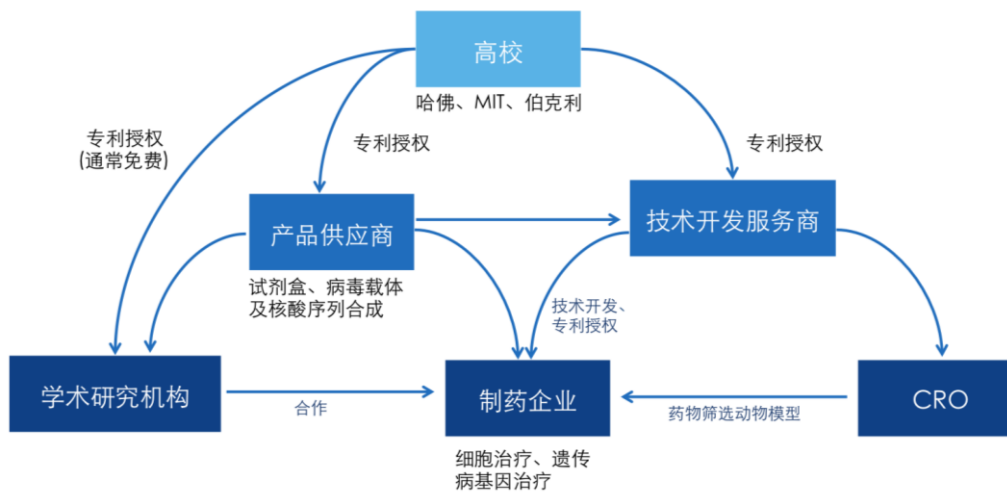 高校
哈佛、MIT、伯克利
专利授权
(通常免费)
专利授权
专利授权
产品供应商
技术开发服务商
试剂盒、病毒载体
及核酸序列合成
技术开发、
专利授权
学术研究机构
合作
制药企业
药物筛选动物模型
CRO
细胞治疗、遗传
病基因治疗